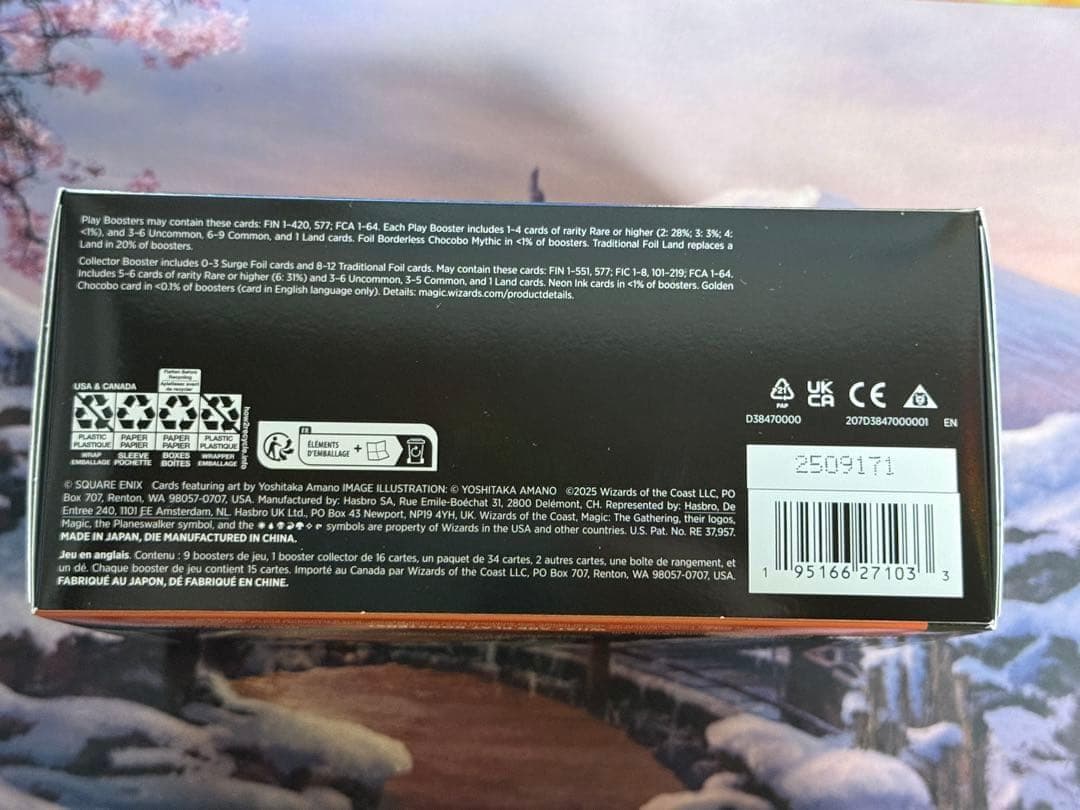 Play Boosters may contain these cards: FIN 1-420, 577; FCA 1-64. Each Play Booster includes 1-4 cards of rarity Rare or higher (2: 28%; 3: 3%; 4:
<1%), and 3-6 Uncommon, 6-9 Common, and 1 Land cards. Foil Borderless Chocobo Mythic in <1% of boosters. Traditional Foil Land replaces a
Land in 20% of boosters.
Collector Booster includes 0-3 Surge Foil cards and 8-12 Traditional Foil cards. May contain these cards: FIN 1-551, 577; FIC 1-8, 101-219; FCA 1-64.
Includes 5-6 cards of rarity Rare or higher (6: 31%) and 3-6 Uncommon, 3-5 Common, and 1 Land cards. Neon Ink cards in <1% of boosters. Golden
Chocobo card in <0.1% of boosters (card in English language only). Details: magic.wizards.com/productdetails.
USA & CANADA
Flatten Before
Recycling
Aplatissez avant
de recycler
PLASTIC PAPER PAPER PLASTIC
PLASTIQUE PAPIER PAPIER PLASTIQUE
WRAP SLEEVE BOXES WRAPPER
EMBALLAGE POCHETTE BOÎTES EMBALLAGE
how2recycle.info
FR
ÉLÉMENTS
D'EMBALLAGE +
21
PAP
UK
CA
CE
D38470000
207D3847000001 EN
2509171
© SQUARE ENIX Cards featuring art by Yoshitaka Amano IMAGE ILLUSTRATION: © YOSHITAKA AMANO ©2025 Wizards of the Coast LLC, PO
Box 707, Renton, WA 98057-0707, USA. Manufactured by: Hasbro SA, Rue Emile-Boéchat 31, 2800 Delémont, CH. Represented by: Hasbro, De
Entree 240, 1101 EE Amsterdam, NL. Hasbro UK Ltd., PO Box 43 Newport, NP19 4YH, UK. Wizards of the Coast, Magic: The Gathering, their logos,
Magic, the Planeswalker symbol, and the symbols are property of Wizards in the USA and other countries. U.S. Pat. No. RE 37,957.
MADE IN JAPAN, DIE MANUFACTURED IN CHINA.
Jeu en anglais. Contenu : 9 boosters de jeu, 1 booster collector de 16 cartes, un paquet de 34 cartes, 2 autres cartes, une boîte de rangement, et
un dé. Chaque booster de jeu contient 15 cartes. Importé au Canada par Wizards of the Coast LLC, PO Box 707, Renton, WA 98057-0707, USA.
FABRIQUÉ AU JAPON, DÉ FABRIQUÉ EN CHINE.
1 95166 27103 3